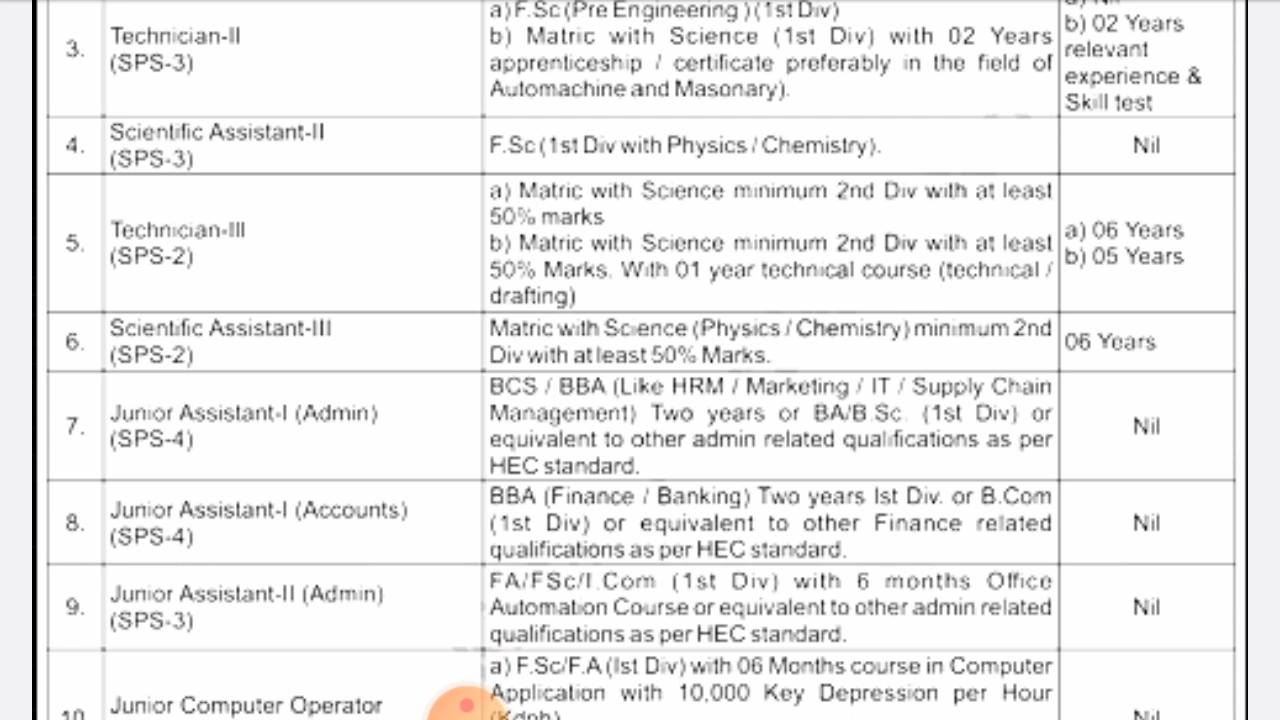 3.
Technician-II
(SPS-3)
a) F.Sc (Pre Engineering ) (1st Div)
b) Matric with Science (1st Div) with 02 Years
apprenticeship / certificate preferably in the field of
Automachine and Masonary).
a) Nil
b) 02 Years
relevant
experience &
Skill test
4.
Scientific Assistant-II
(SPS-3)
F.Sc (1st Div with Physics / Chemistry).
Nil
5.
Technician-III
(SPS-2)
a) Matric with Science minimum 2nd Div with at least
50% marks
b) Matric with Science minimum 2nd Div with at least
50% Marks. With 01 year technical course (technical /
drafting)
a) 06 Years
b) 05 Years
6.
Scientific Assistant-III
(SPS-2)
Matric with Science (Physics / Chemistry) minimum 2nd
Div with at least 50% Marks.
06 Years
7.
Junior Assistant-I (Admin)
(SPS-4)
BCS / BBA (Like HRM / Marketing / IT / Supply Chain
Management) Two years or BA/B.Sc. (1st Div) or
equivalent to other admin related qualifications as per
HEC standard.
Nil
8.
Junior Assistant-I (Accounts)
(SPS-4)
BBA (Finance / Banking) Two years Ist Div. or B.Com
(1st Div) or equivalent to other Finance related
qualifications as per HEC standard.
Nil
9.
Junior Assistant-II (Admin)
(SPS-3)
FA/FSc/I.Com (1st Div) with 6 months Office
Automation Course or equivalent to other admin related
qualifications as per HEC standard.
Nil
10.
Junior Computer Operator
a) F.Sc/F.A (Ist Div) with 06 Months course in Computer
Application with 10,000 Key Depression per Hour
(Kdph)
Nil